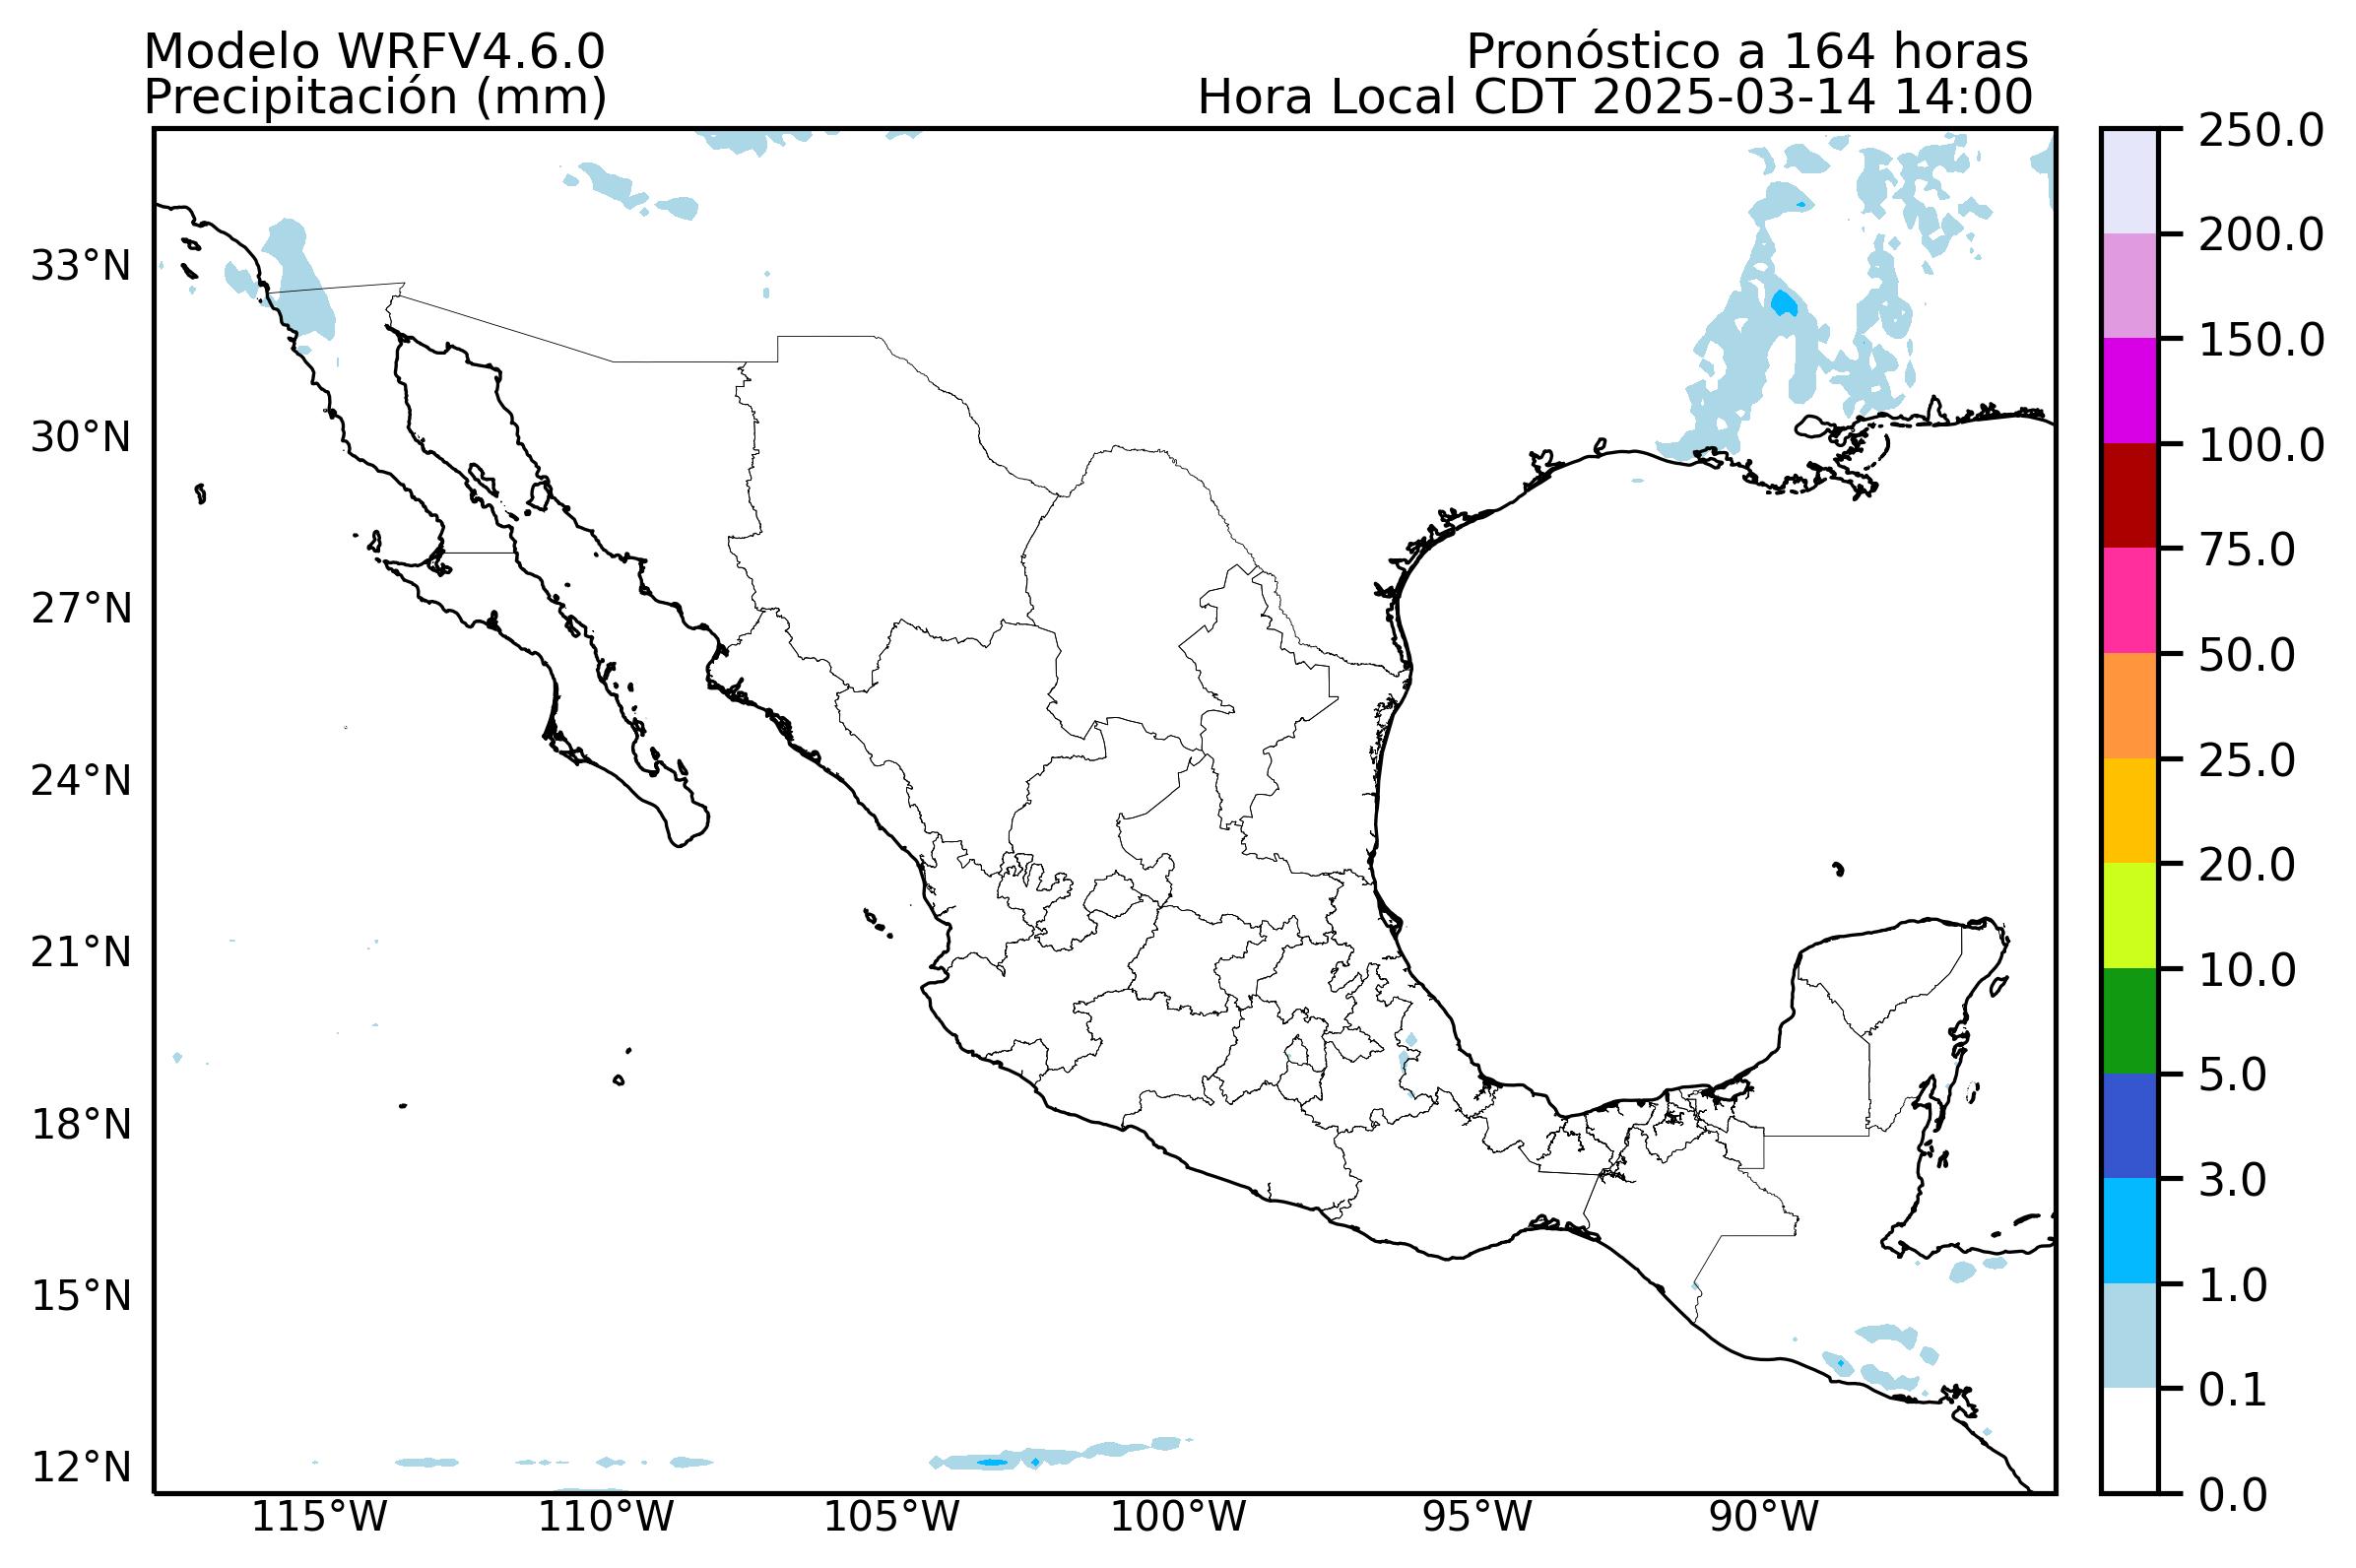 Modelo WRFV4.6.0
Precipitación (mm)
Pronóstico a 164 horas
Hora Local CDT 2025-03-14 14:00
33°N
30°N
27°N
24°N
21°N
18°N
15°N
12°N
115°W
110°W
105°W
100°W
95°W
90°W
250.0
200.0
150.0
100.0
75.0
50.0
25.0
20.0
10.0
5.0
3.0
1.0
0.1
0.0